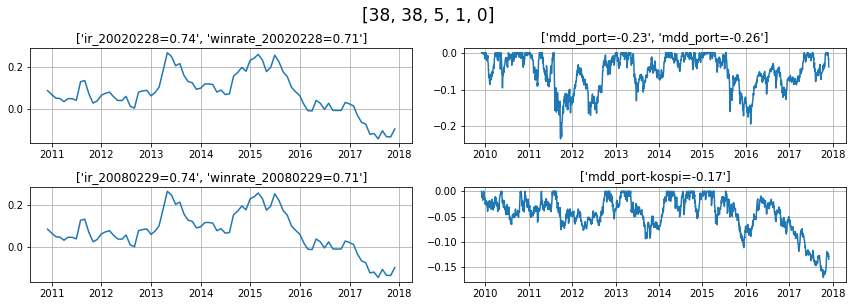 [38, 38, 5, 1, 0]
['ir_20020228=0.74', 'winrate_20020228=0.71']
0.2
0.0
2011 2012 2013 2014 2015 2016 2017 2018
['mdd_port=-0.23', 'mdd_port=-0.26']
0.0
−0.1
−0.2
2010 2011 2012 2013 2014 2015 2016 2017 2018
['ir_20080229=0.74', 'winrate_20080229=0.71']
0.2
0.0
2011 2012 2013 2014 2015 2016 2017 2018
['mdd_port-kospi=-0.17']
0.00
−0.05
−0.10
−0.15
2010 2011 2012 2013 2014 2015 2016 2017 2018